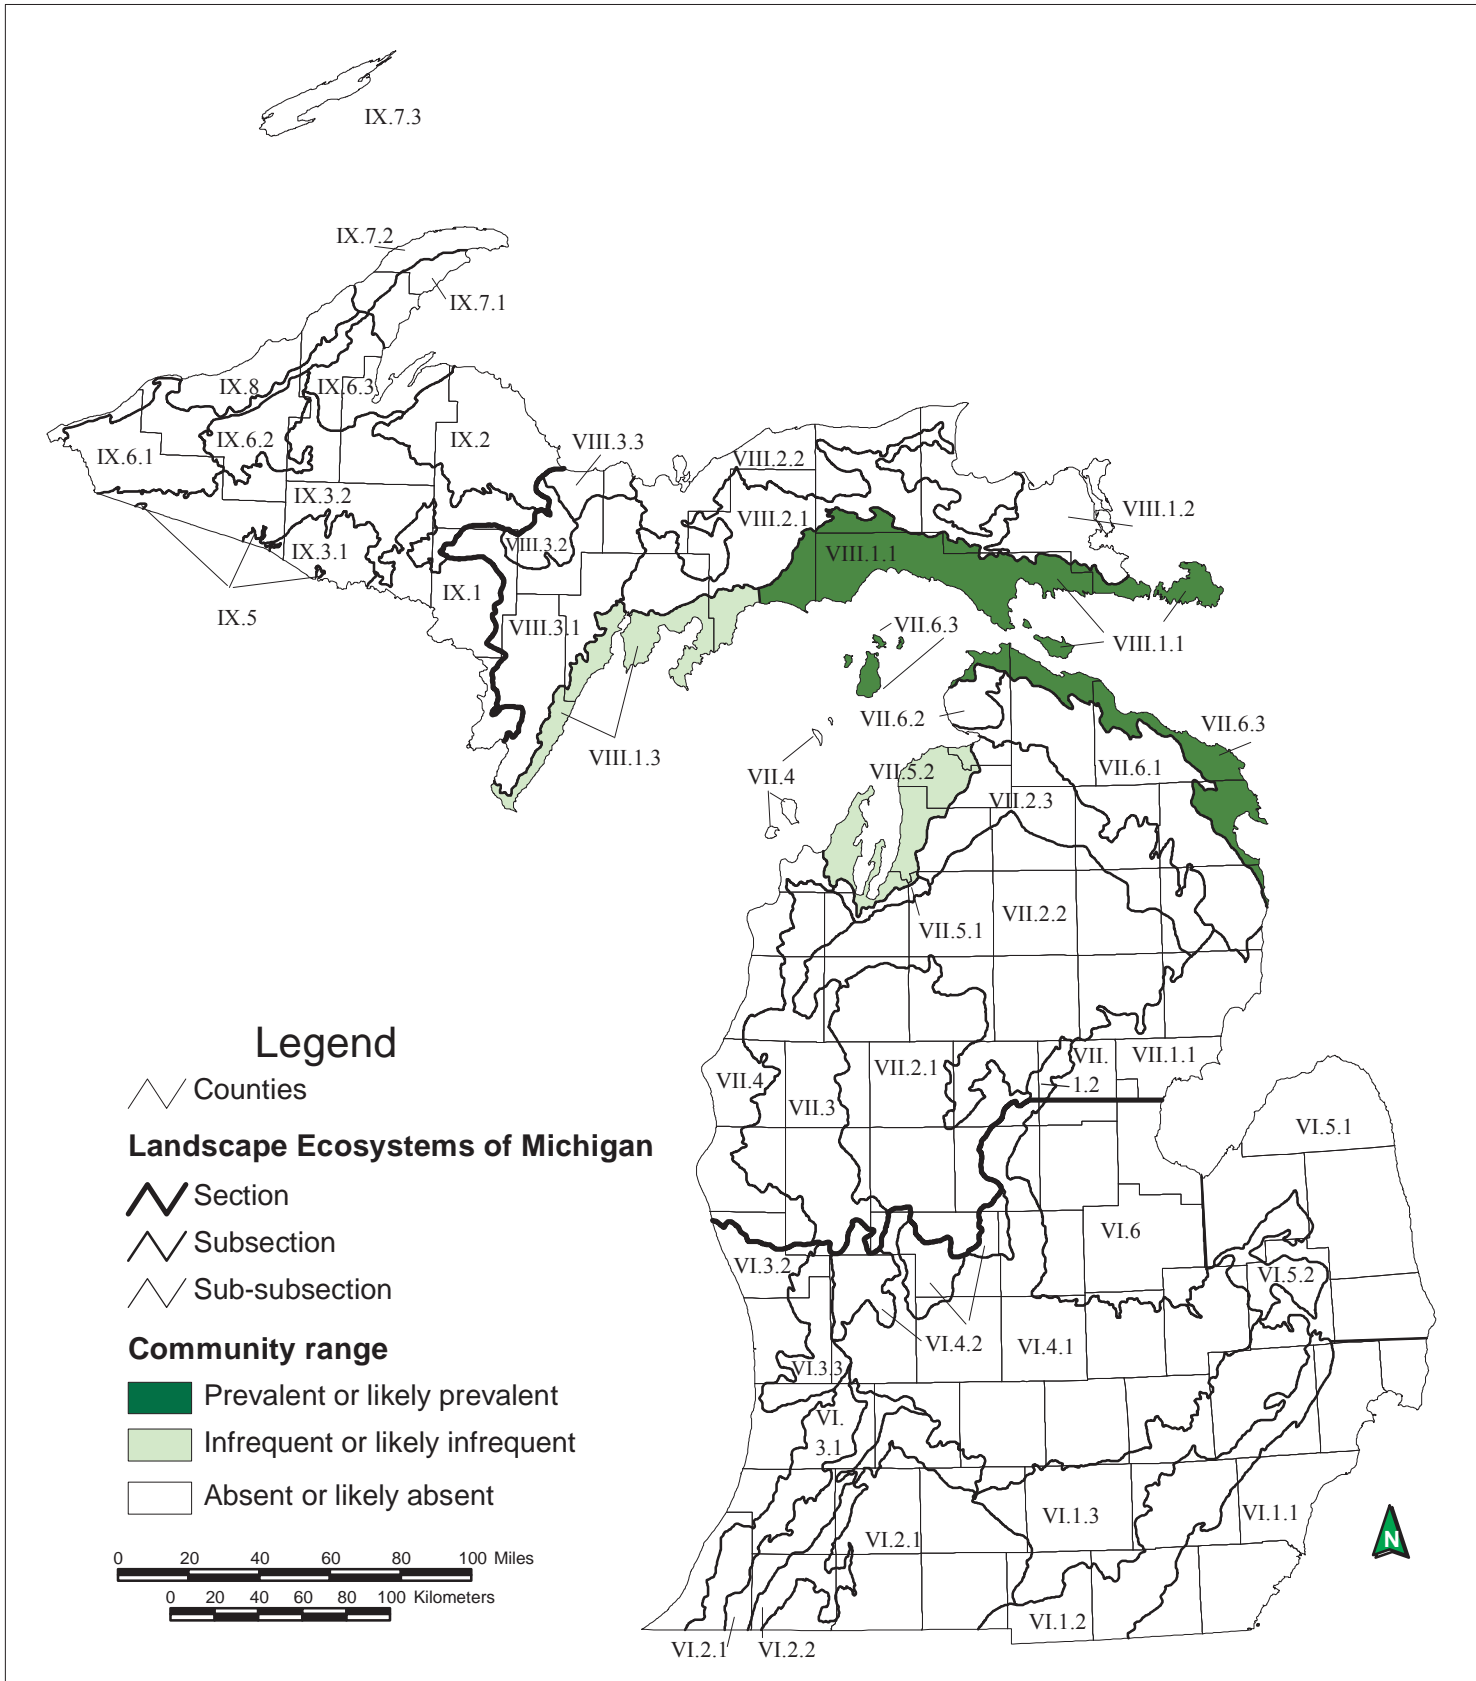 IX.7.3
IX.7.2
IX.7.1
IX.8
IX.6.3
IX.6.2
IX.6.1
IX.2
VIII.3.3
VIII.2.2
IX.3.2
VIII.2.1
VIII.1.2
IX.3.1
VIII.3.2
VIII.1.1
IX.1
IX.5
VIII.3.1
VII.6.3
VIII.1.1
VII.6.2
VII.6.3
VIII.1.3
VII.4
VII.5.2
VII.6.1
VII.2.3
VII.5.1
VII.2.2
Legend
Counties
Landscape Ecosystems of Michigan
Section
Subsection
Sub-subsection
Community range
Prevalent or likely prevalent
Infrequent or likely infrequent
Absent or likely absent
0 20 40 60 80 100 Miles
0 20 40 60 80 100 Kilometers
VII.4
VII.3
VII.2.1
VII.
1.2
VII.1.1
VI.5.1
VI.6
VI.3.2
VI.5.2
VI.4.2
VI.4.1
VI.3.3
VI.
3.1
VI.1.3
VI.1.1
VI.2.1
VI.1.2
VI.2.1
VI.2.2
N